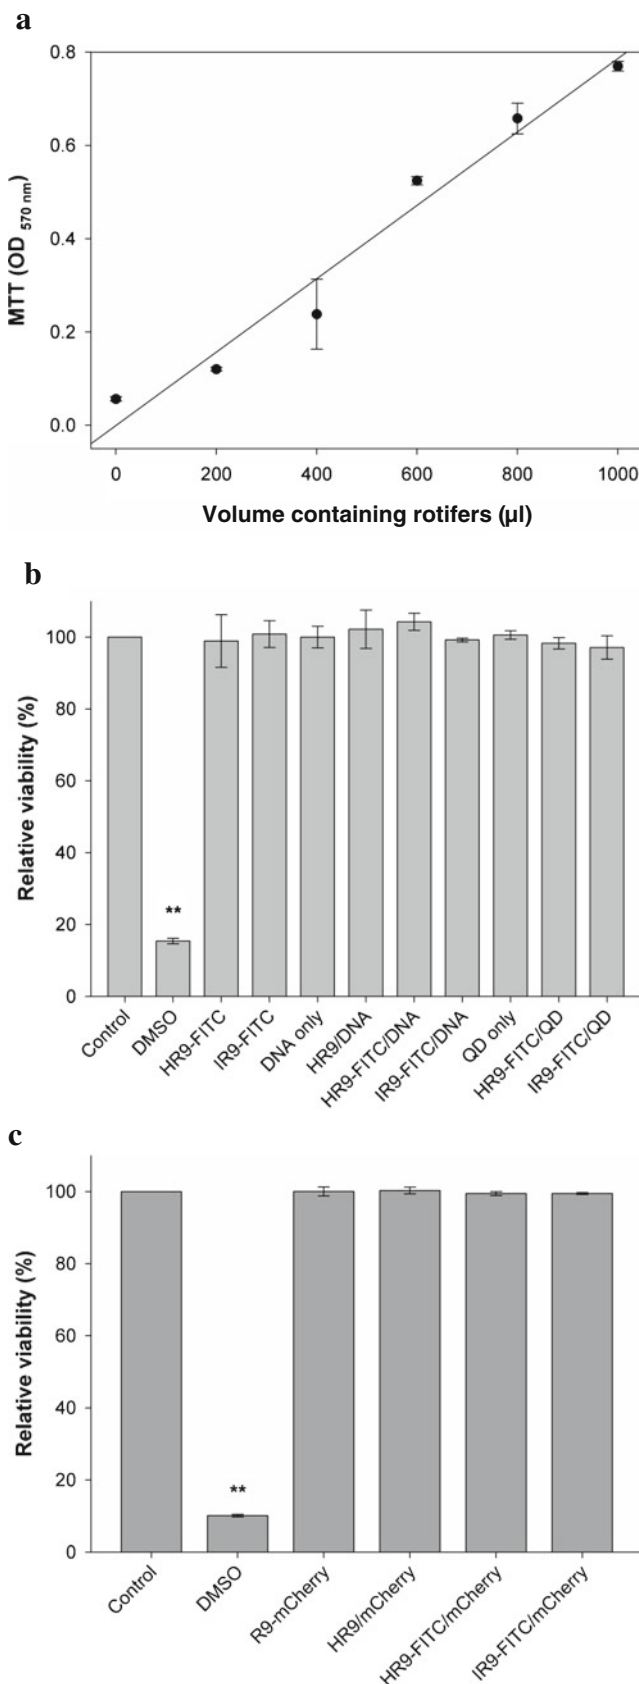 a
MTT (OD 570 nm)
0.8
0.6
0.4
0.2
0.0
0 200 400 600 800 1000
Volume containing rotifers (µl)
b
Relative viability (%)
100
80
60
40
20
0
**
Control
DMSO
HR9-FITC
IR9-FITC
DNA only
HR9/DNA
HR9-FITC/DNA
IR9-FITC/DNA
QD only
HR9-FITC/QD
IR9-FITC/QD
c
Relative viability (%)
100
80
60
40
20
0
**
Control
DMSO
R9-mCherry
HR9/mCherry
HR9-FITC/mCherry
IR9-FITC/mCherry